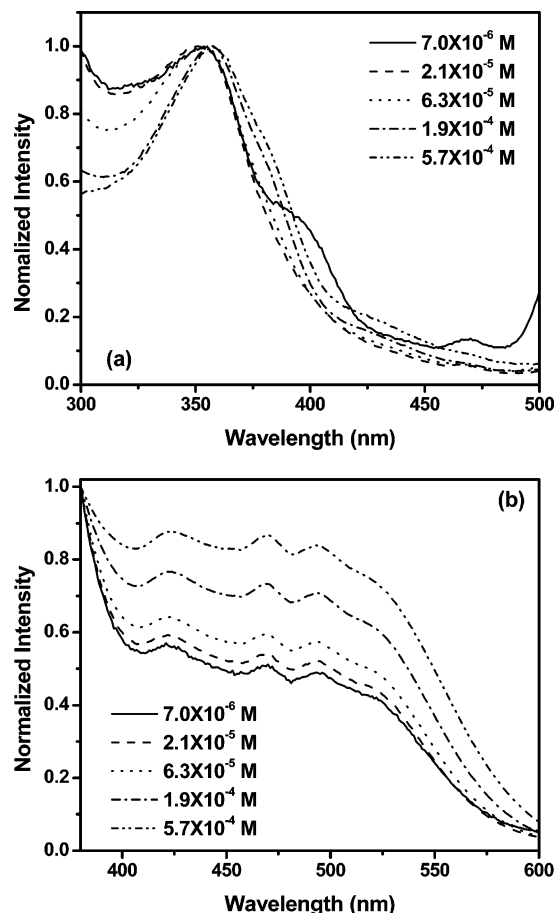 1.0
0.8
0.6
0.4
0.2
0.0
Nomalized Intensity
7.0X10⁻⁶ M
2.1X10⁻⁵ M
6.3X10⁻⁵ M
1.9X10⁻⁴ M
5.7X10⁻⁴ M
(a)
300 350 400 450 500
Wavelength (nm)
1.0
0.8
0.6
0.4
0.2
0.0
Normalized Intensity
(b)
7.0X10⁻⁶ M
2.1X10⁻⁵ M
6.3X10⁻⁵ M
1.9X10⁻⁴ M
5.7X10⁻⁴ M
400 450 500 550 600
Wavelength (nm)